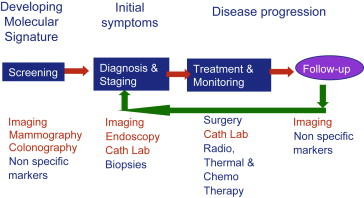 Developing
Molecular
Signature
Initial
symptoms
Disease progression
Screening
Diagnosis &
Staging
Treatment &
Monitoring
Follow-up
Imaging
Mammography
Colonography
Non specific
markers
Imaging
Endoscopy
Cath Lab
Biopsies
Surgery
Cath Lab
Radio,
Thermal &
Chemo
Therapy
Imaging
Non specific
markers